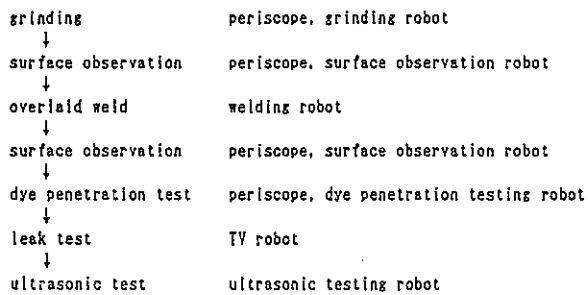 grinding periscope, grinding robot
↓
surface observation periscope, surface observation robot
↓
overlaid weld welding robot
↓
surface observation periscope, surface observation robot
↓
dye penetration test periscope, dye penetration testing robot
↓
leak test TV robot
↓
ultrasonic test ultrasonic testing robot